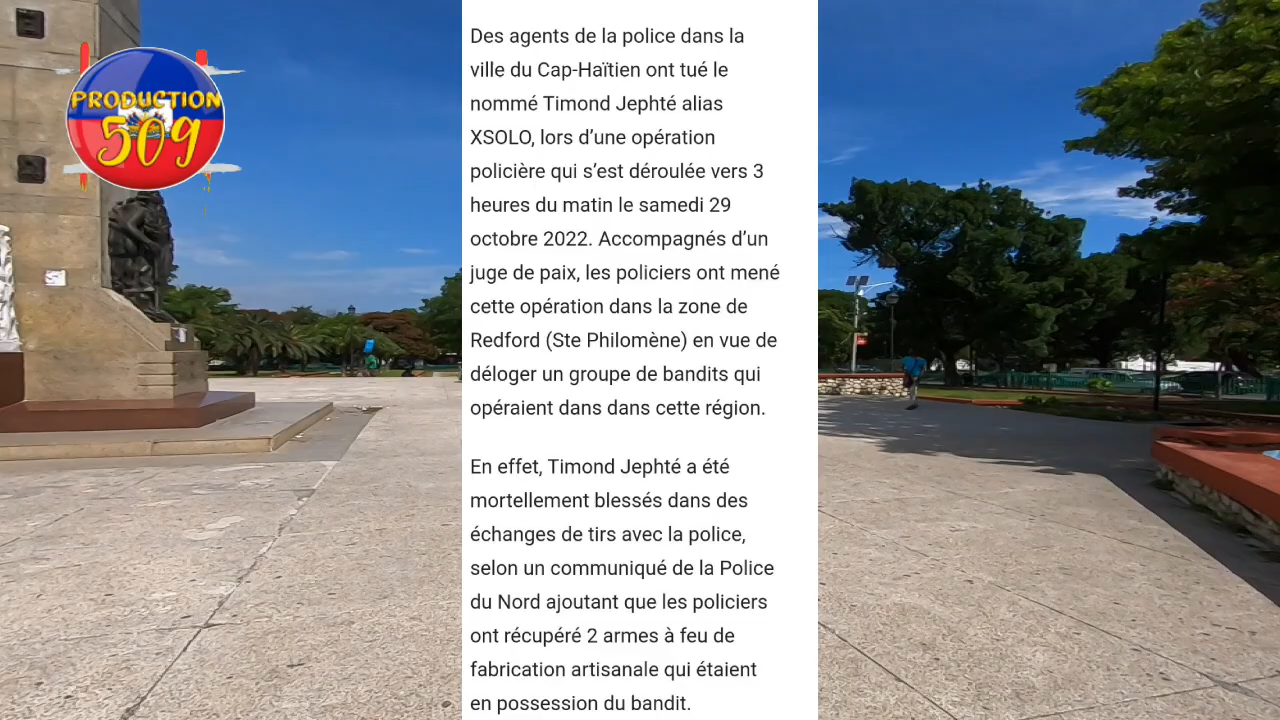 PRODUCTION
509
Des agents de la police dans la
ville du Cap-Haïtien ont tué le
nommé Timond Jephté alias
XSOLO, lors d’une opération
policière qui s’est déroulée vers 3
heures du matin le samedi 29
octobre 2022. Accompagnés d’un
juge de paix, les policiers ont mené
cette opération dans la zone de
Redford (Ste Philomène) en vue de
déloger un groupe de bandits qui
opéraient dans dans cette région.
En effet, Timond Jephté a été
mortellement blessés dans des
échanges de tirs avec la police,
selon un communiqué de la Police
du Nord ajoutant que les policiers
ont récupéré 2 armes à feu de
fabrication artisanale qui étaient
en possession du bandit.